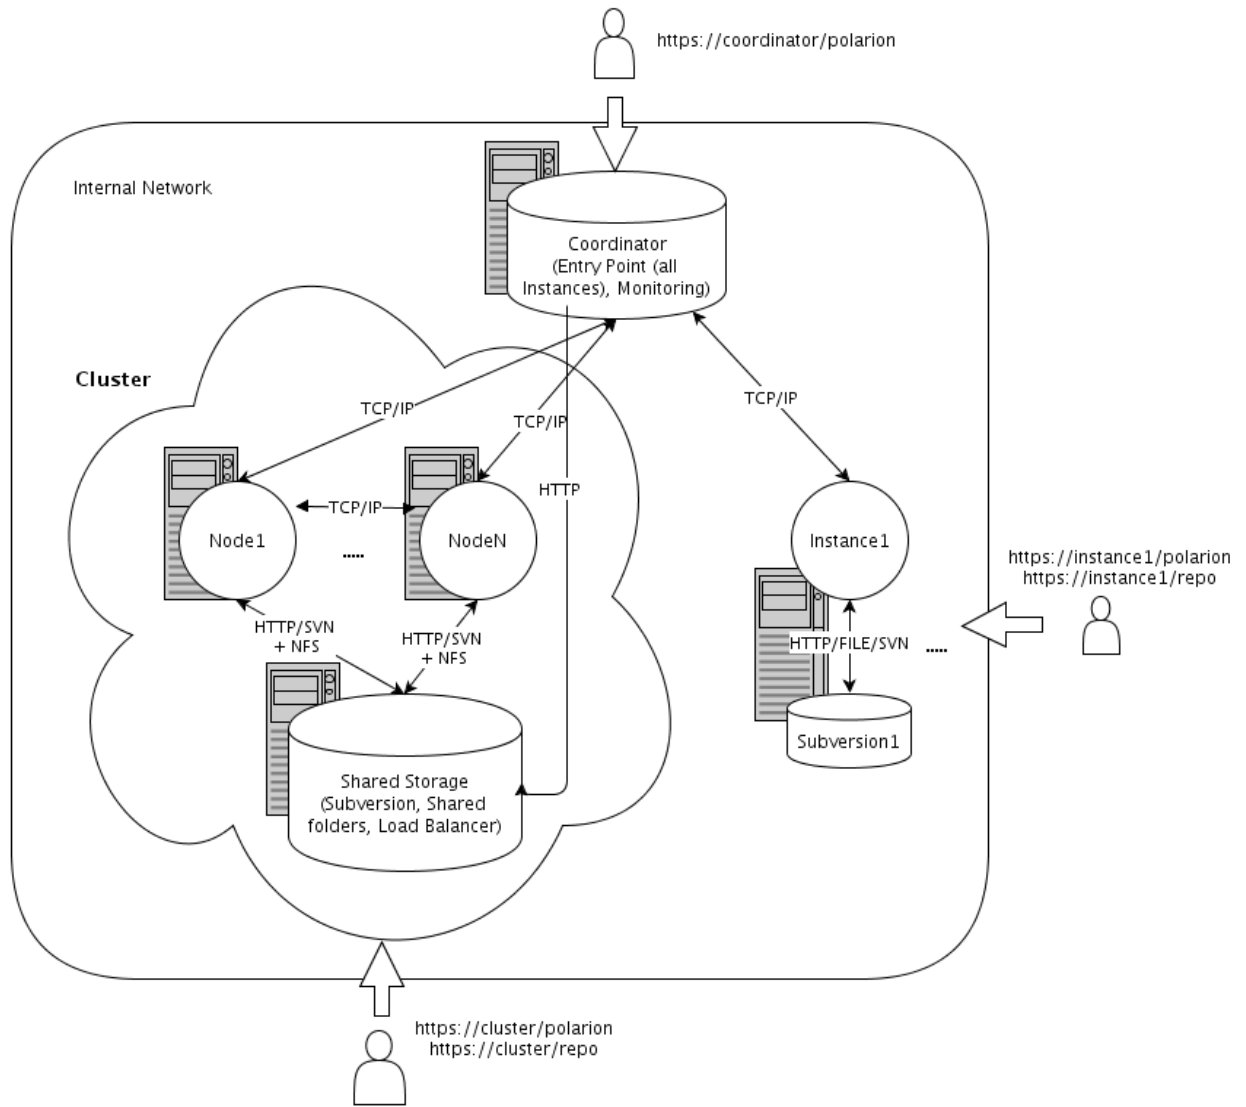 https://coordinator/polarion
Internal Network
Coordinator
(Entry Point (all
Instances), Monitoring)
Cluster
TCP/IP
TCP/IP
TCP/IP
HTTP
TCP/IP
Node1
.....
NodeN
Instance1
https://instance1/polarion
https://instance1/repo
HTTP/SVN
+ NFS
HTTP/SVN
+ NFS
HTTP/FILE/SVN
.....
Subversion1
Shared Storage
(Subversion, Shared
folders, Load Balancer)
https://cluster/polarion
https://cluster/repo